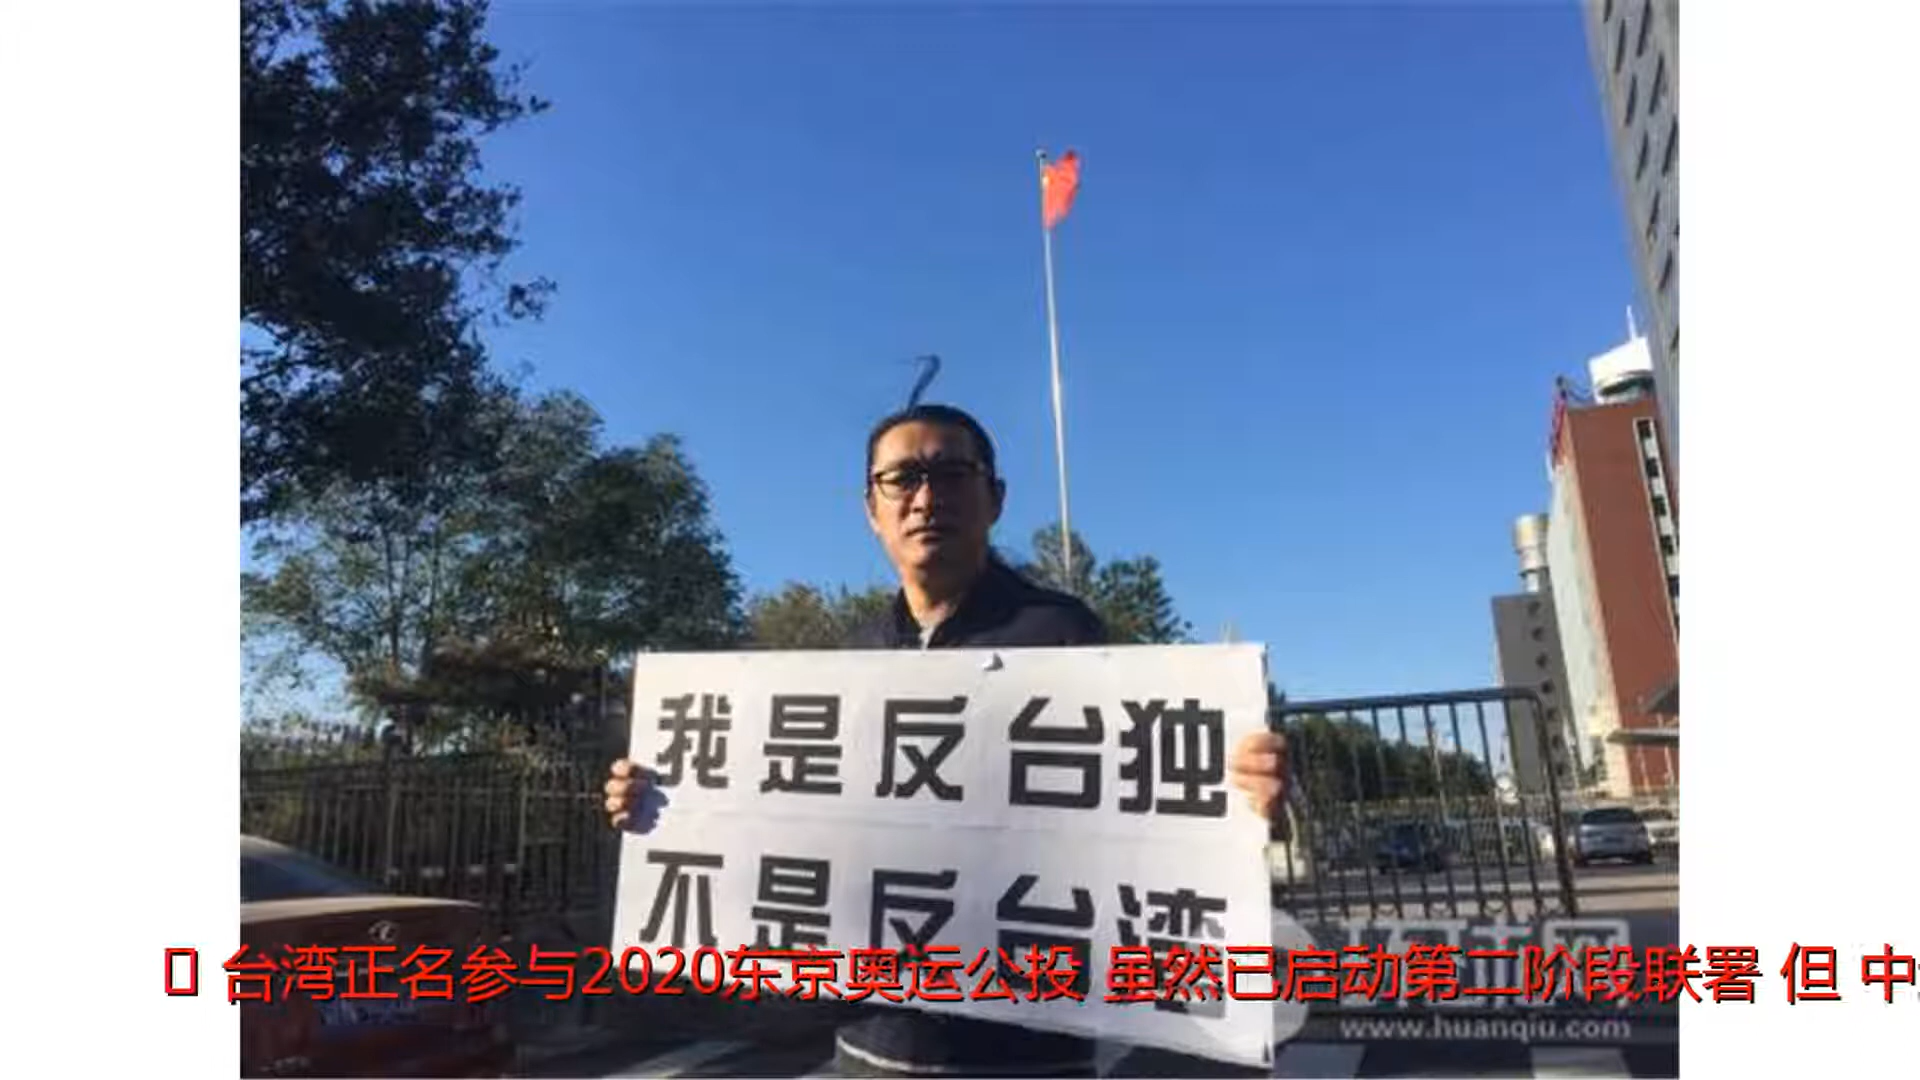 我是反台独
不是反台湾
台湾正名参与2020东京奥运公投 虽然已启动第二阶段联署 但 中
www.huanqiu.com